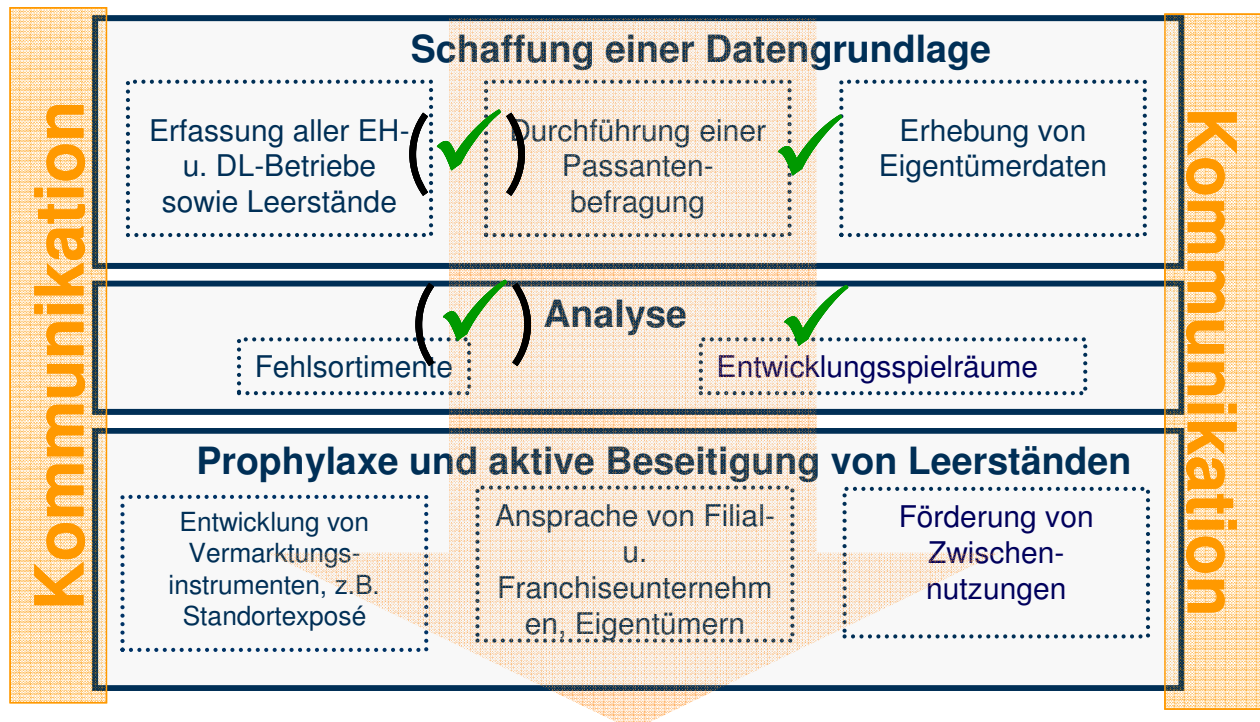 Kommunikation
Schaffung einer Datengrundlage
Erfassung aller EH-
u. DL-Betriebe
sowie Leerstände
(✓)
Durchführung einer
Passanten-
befragung
✓
Erhebung von
Eigentümerdaten
Analyse
Fehlsortimente
(✓)
Entwicklungsspielräume
✓
Prophylaxe und aktive Beseitigung von Leerständen
Entwicklung von
Vermarktungs-
instrumenten, z.B.
Standortexposé
Ansprache von Filial-
u.
Franchiseunternehm
en, Eigentümern
Förderung von
Zwischen-
nutzungen
Kommunikation